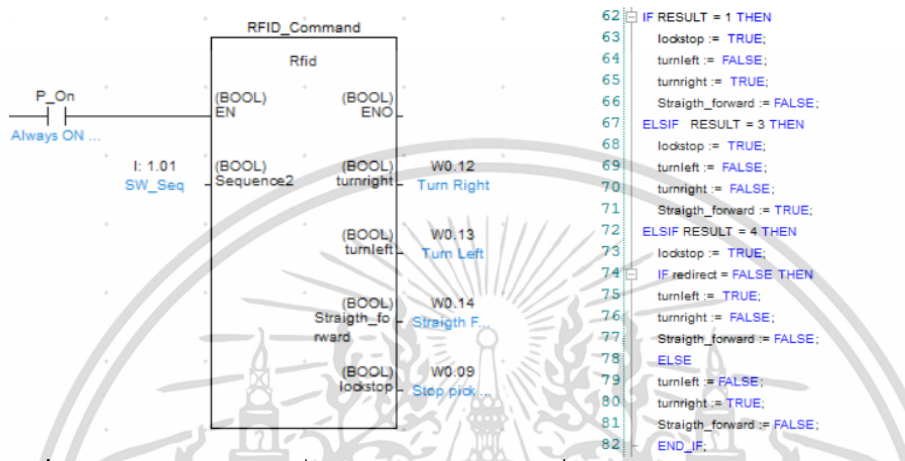 RFID_Command
Rfid
P_On
Always ON ...
(BOOL)
EN
(BOOL)
ENO
I: 1.01
SW_Seq
(BOOL)
Sequence2
(BOOL)
turnright
W0.12
Turn Right
(BOOL)
turnleft
W0.13
Turn Left
(BOOL)
Straigth_fo
rward
W0.14
Straigth F...
(BOOL)
lockstop
W0.09
Stop pick ...
62 IF RESULT = 1 THEN
63 lockstop := TRUE;
64 turnleft := FALSE;
65 turnright := TRUE;
66 Straigth_forward := FALSE;
67 ELSIF RESULT = 3 THEN
68 lockstop := TRUE;
69 turnleft := FALSE;
70 turnright := FALSE;
71 Straigth_forward := TRUE;
72 ELSIF RESULT = 4 THEN
73 lockstop := TRUE;
74 IF redirect = FALSE THEN
75 turnleft := TRUE;
76 turnright := FALSE;
77 Straigth_forward := FALSE;
78 ELSE
79 turnleft := FALSE;
80 turnright := TRUE;
81 Straigth_forward := FALSE;
82 END_IF;